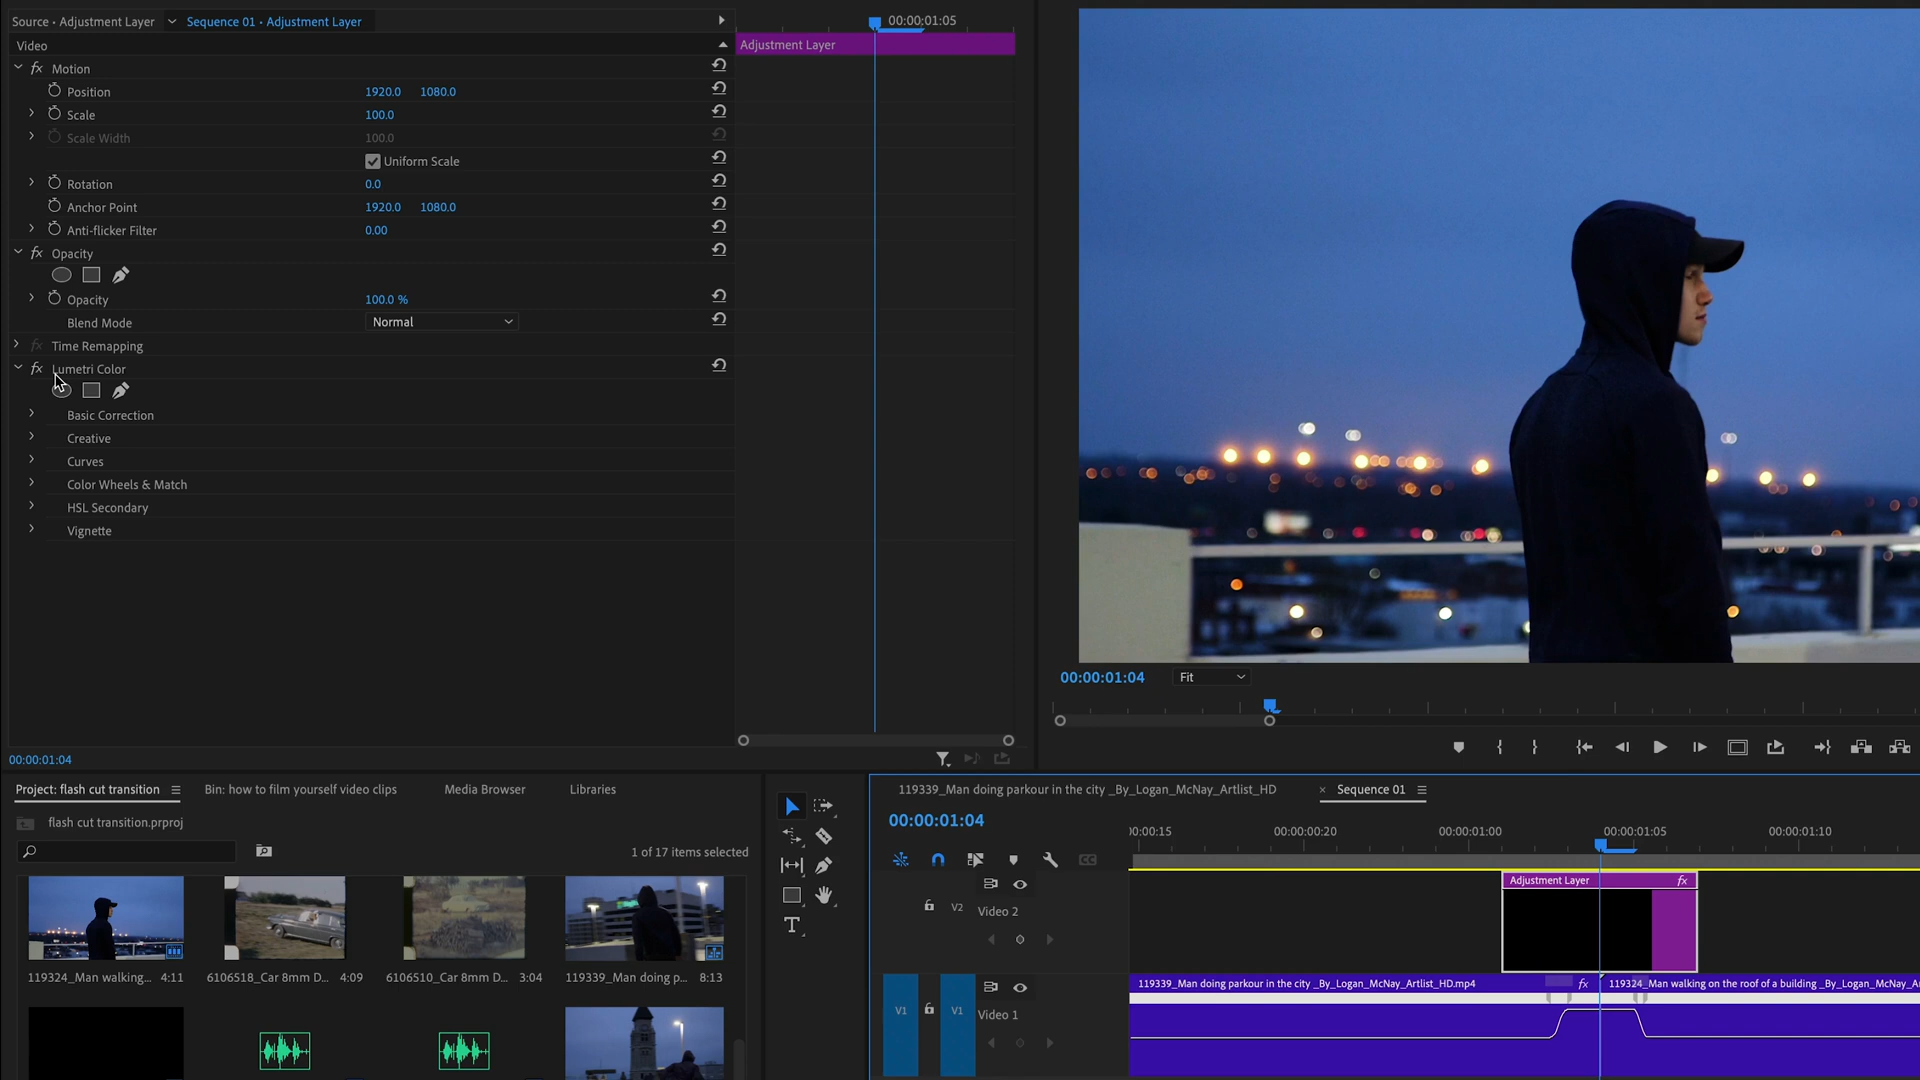 Source • Adjustment Layer
Sequence 01 • Adjustment Layer
00:00:01:05
Video
Adjustment Layer
fx Motion
Position 1920.0 1080.0
Scale 100.0
Scale Width 100.0
Uniform Scale
Rotation 0.0
Anchor Point 1920.0 1080.0
Anti-flicker Filter 0.00
fx Opacity
Opacity 100.0 %
Blend Mode Normal
fx Time Remapping
fx Lumetri Color
Basic Correction
Creative
Curves
Color Wheels & Match
HSL Secondary
Vignette
00:00:01:04
00:00:01:04 Fit
Project: flash cut transition
Bin: how to film yourself video clips
Media Browser
Libraries
flash cut transition.prproj
1 of 17 items selected
119324_Man walking... 4:11
6106518_Car 8mm D... 4:09
6106510_Car 8mm D... 3:04
119339_Man doing p... 8:13
T
119339_Man doing parkour in the city _By_Logan_McNay_Artlist_HD
× Sequence 01
00:00:01:04
00:00:15
00:00:00:20
00:00:01:00
00:00:01:05
00:00:01:10
CC
V2 Video 2
Adjustment Layer fx
V1 V1 Video 1
119339_Man doing parkour in the city _By_Logan_McNay_Artlist_HD.mp4 fx
119324_Man walking on the roof of a building _By_Logan_McNay_A